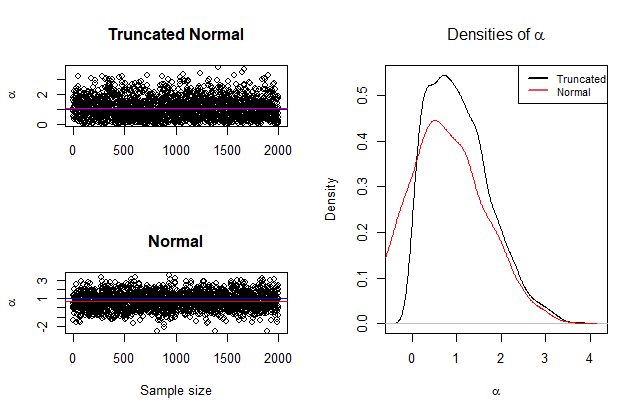 Truncated Normal
α
0 2
0 500 1000 1500 2000
Normal
α
-2 1 3
0 500 1000 1500 2000
Sample size
Densities of α
Truncated
Normal
Density
0.0 0.1 0.2 0.3 0.4 0.5
0 1 2 3 4
α